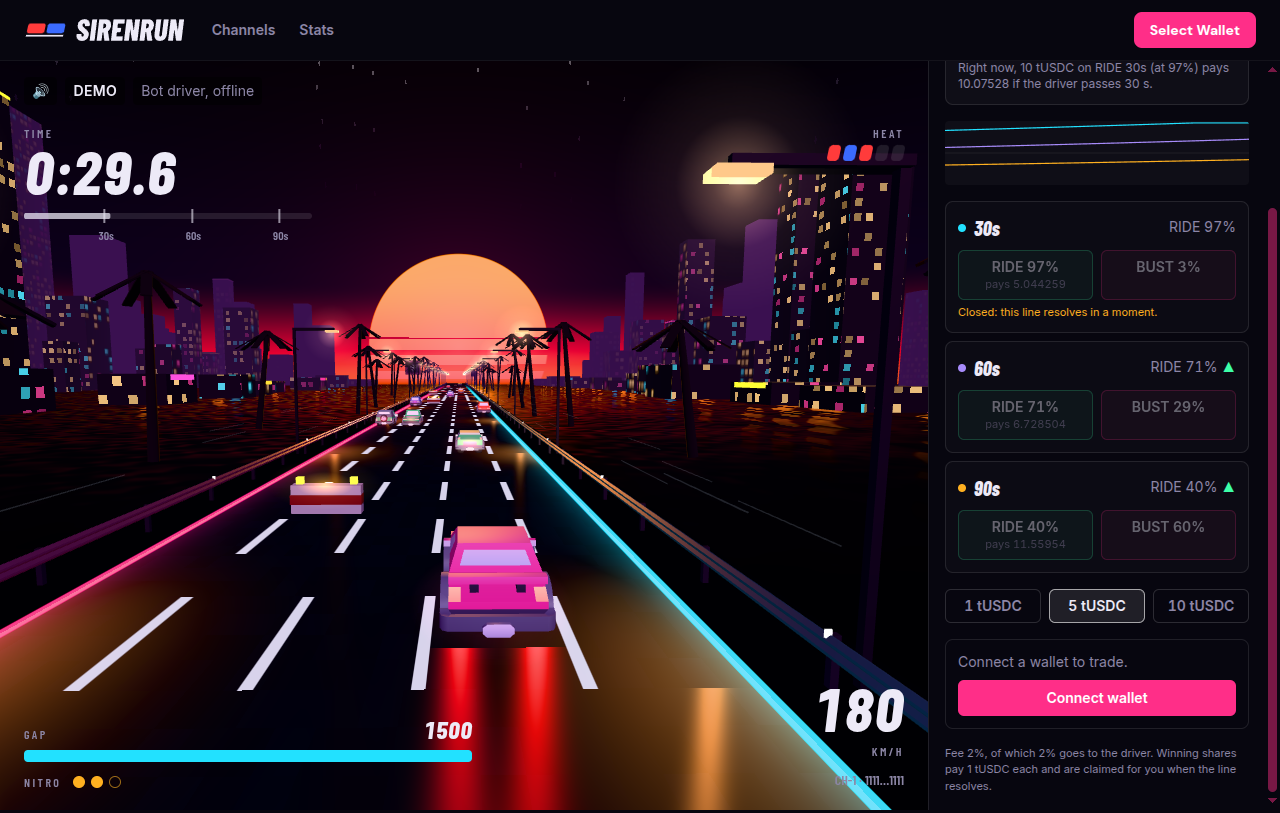 SIRENRUN
Channels
Stats
Select Wallet
DEMO
Bot driver, offline
TIME
0:29.6
30s
60s
90s
HEAT
GAP
1500
NITRO
180
KM/H
CH-1 1111...1111
Right now, 10 tUSDC on RIDE 30s (at 97%) pays
10.07528 if the driver passes 30 s.
30s
RIDE 97%
RIDE 97%
pays 5.044259
BUST 3%
Closed: this line resolves in a moment.
60s
RIDE 71%
RIDE 71%
pays 6.728504
BUST 29%
90s
RIDE 40%
RIDE 40%
pays 11.55954
BUST 60%
1 tUSDC
5 tUSDC
10 tUSDC
Connect a wallet to trade.
Connect wallet
Fee 2%, of which 2% goes to the driver. Winning shares
pay 1 tUSDC each and are claimed for you when the line
resolves.